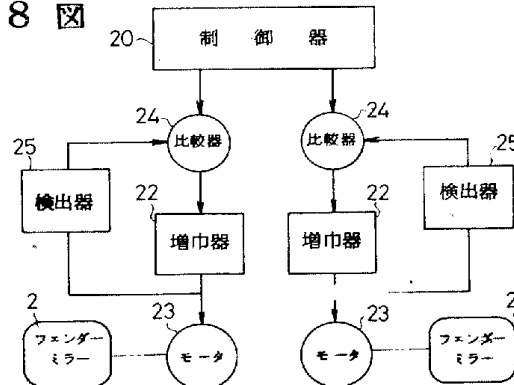 8 図
20
制 御 器
24
24
比較器
比較器
25
25
検出器
検出器
22
22
増巾器
増巾器
2
23
23
2
フェンダー
ミラー
モータ
モータ
フェンダー
ミラー